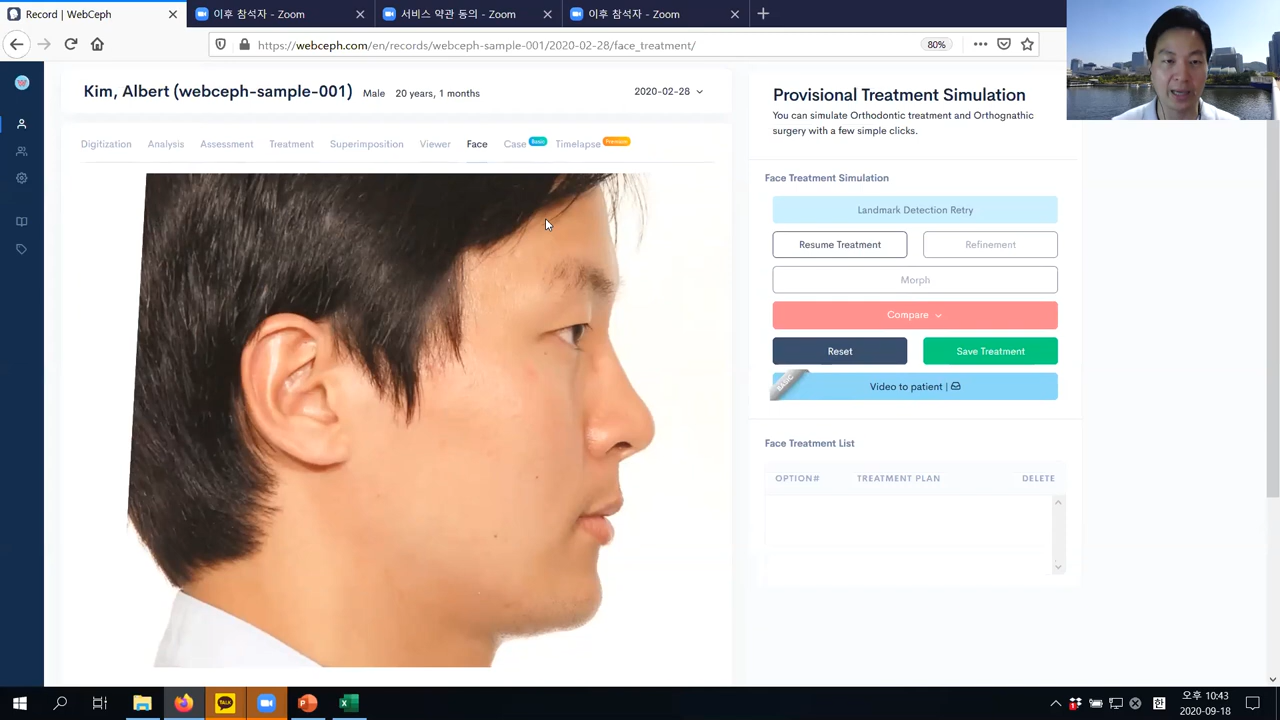 Record | WebCeph
이후 참석자 - Zoom
서비스 약관 동의 - Zoom
이후 참석자 - Zoom
https://webceph.com/en/records/webceph-sample-001/2020-02-28/face_treatment/
80%
Kim, Albert (webceph-sample-001) Male 20 years, 1 months
2020-02-28
Digitization Analysis Assessment Treatment Superimposition Viewer Face Case Basic Timelapse Premium
Provisional Treatment Simulation
You can simulate Orthodontic treatment and Orthognathic
surgery with a few simple clicks.
Face Treatment Simulation
Landmark Detection Retry
Resume Treatment
Refinement
Morph
Compare
Reset
Save Treatment
BASIC
Video to patient |
Face Treatment List
OPTION# TREATMENT PLAN DELETE
TALK
오후 10:43
2020-09-18
한